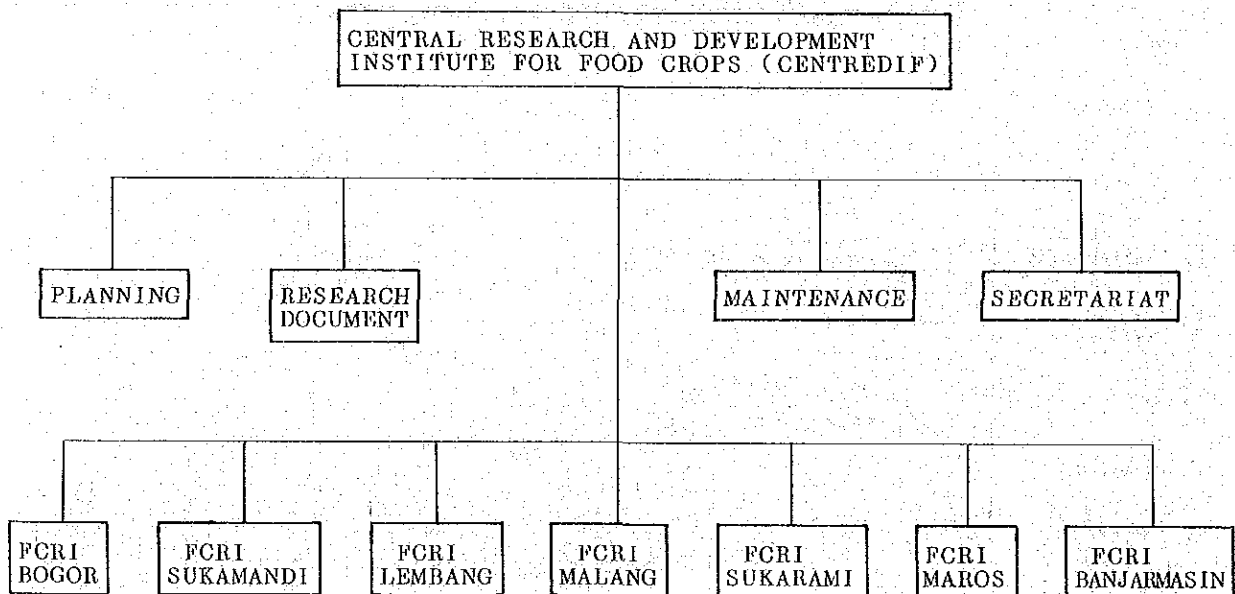 CENTRAL RESEARCH AND DEVELOPMENT
INSTITUTE FOR FOOD CROPS (CENTREDIF)
PLANNING
RESEARCH
DOCUMENT
MAINTENANCE
SECRETARIAT
FCRI
BOGOR
FCRI
SUKAMANDI
FCRI
LEMBANG
FCRI
MALANG
FCRI
SUKARAMI
FCRI
MAROS
FCRI
BANJARMASIN